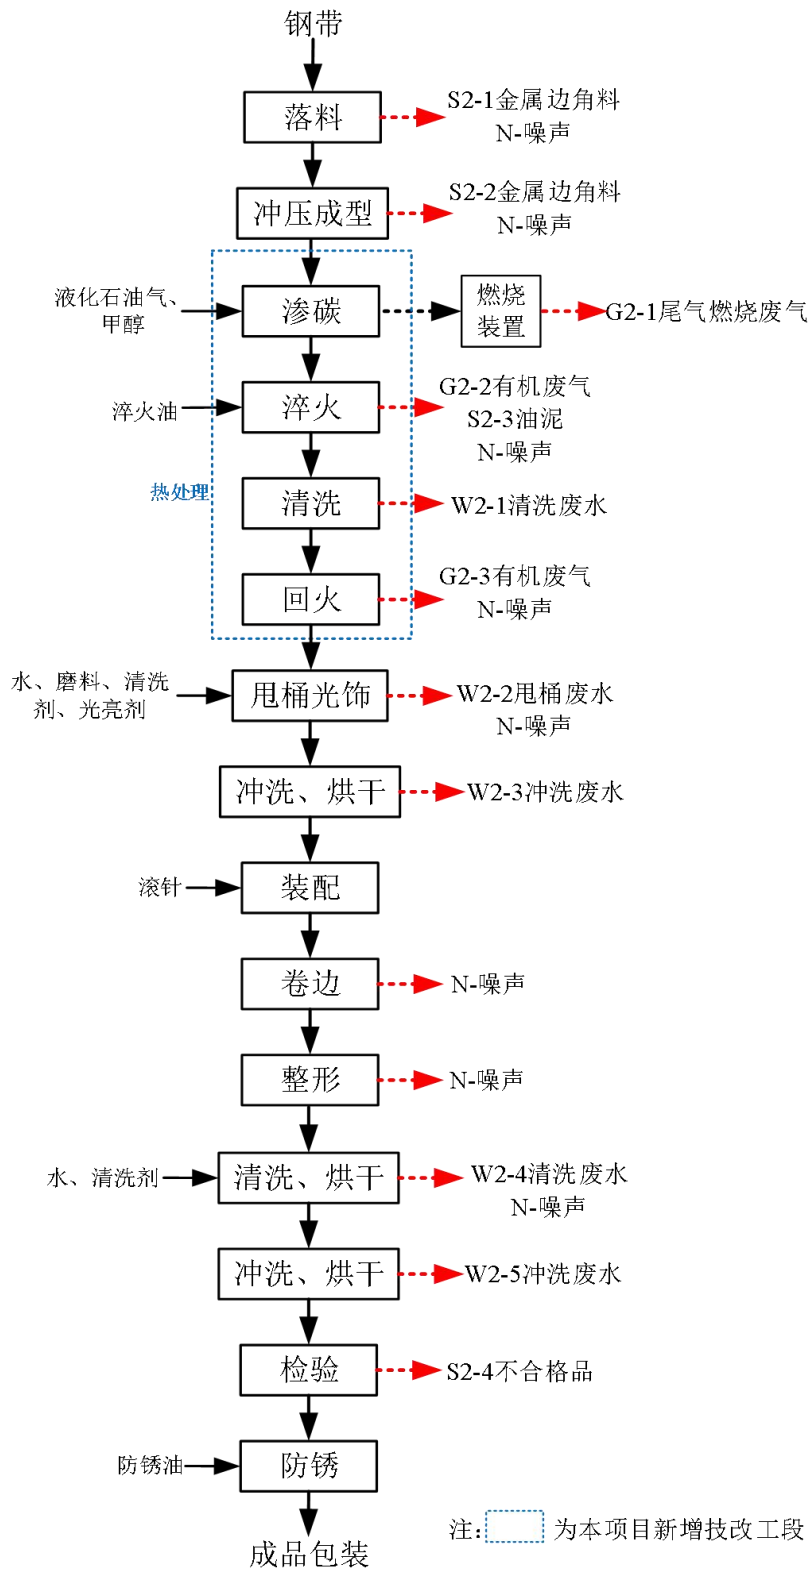 钢带
落料
S2-1金属边角料
N-噪声
冲压成型
S2-2金属边角料
N-噪声
液化石油气、
甲醇
渗碳
燃烧
装置
G2-1尾气燃烧废气
淬火油
淬火
G2-2有机废气
S2-3油泥
N-噪声
热处理
清洗
W2-1清洗废水
回火
G2-3有机废气
N-噪声
水、磨料、清洗
剂、光亮剂
甩桶光饰
W2-2甩桶废水
N-噪声
冲洗、烘干
W2-3冲洗废水
滚针
装配
卷边
N-噪声
整形
N-噪声
水、清洗剂
清洗、烘干
W2-4清洗废水
N-噪声
冲洗、烘干
W2-5冲洗废水
检验
S2-4不合格品
防锈油
防锈
注：
为本项目新增技改工段
成品包装